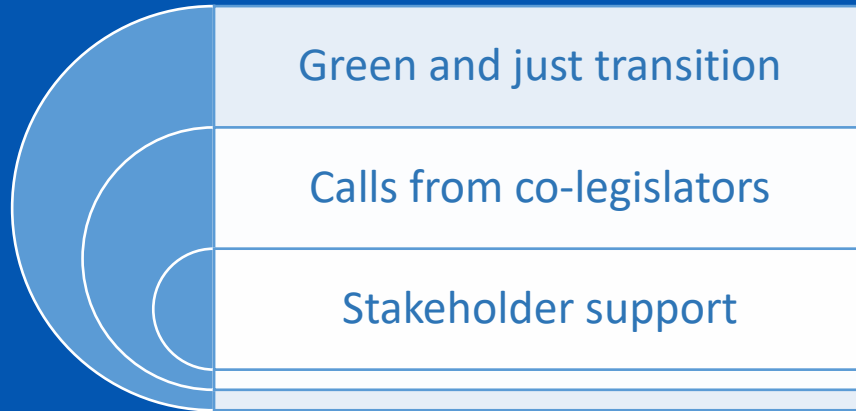 Green and just transition
Calls from co-legislators
Stakeholder support